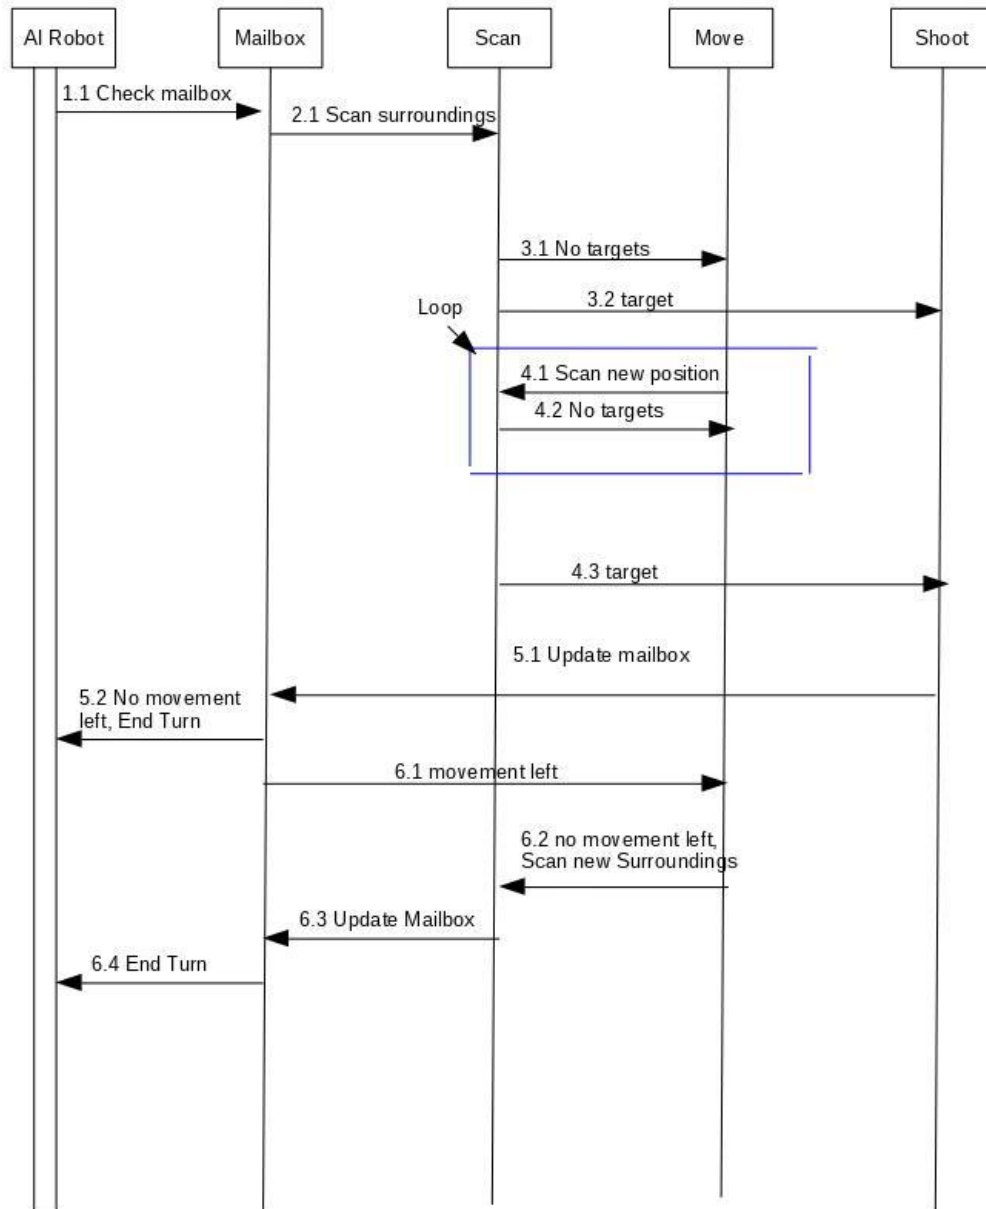 AI Robot
Mailbox
Scan
Move
Shoot
1.1 Check mailbox
2.1 Scan surroundings
3.1 No targets
3.2 target
Loop
4.1 Scan new position
4.2 No targets
4.3 target
5.1 Update mailbox
5.2 No movement
left, End Turn
6.1 movement left
6.2 no movement left,
Scan new Surroundings
6.3 Update Mailbox
6.4 End Turn